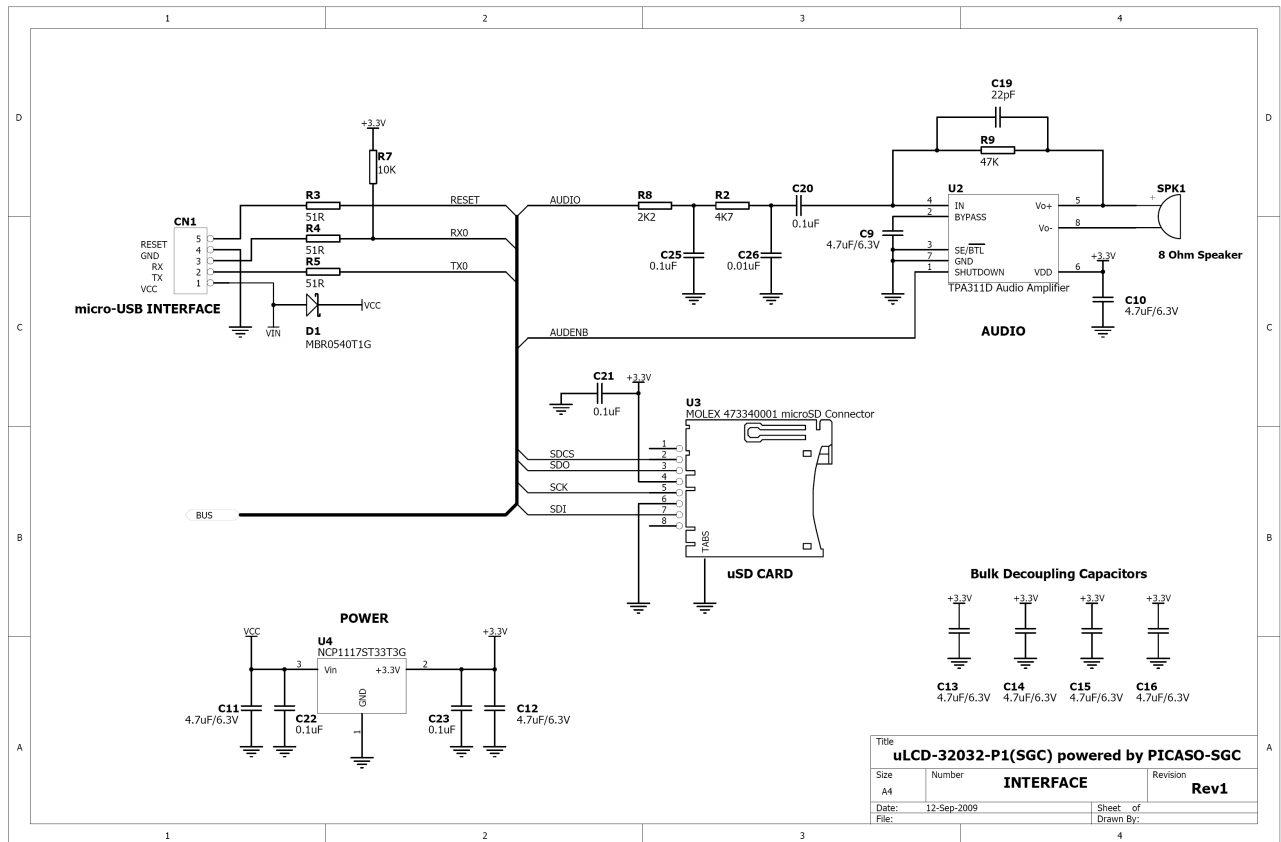 1 2 3 4
D D
C C
B B
A A
C19
22pF
R9
47K
+3.3V
R7
10K
R3
51R
RESET
R4
51R
RX0
R5
51R
TX0
CN1
RESET 5
GND 4
RX 3
TX 2
VCC 1
micro-USB INTERFACE
VIN
VCC
D1
MBR0540T1G
AUDIO
R8
2K2
R2
4K7
C20
0.1uF
C25
0.1uF
C26
0.01uF
C9
4.7uF/6.3V
U2
4 IN Vo+ 5
2 BYPASS
Vo- 8
3 SE/BTL
7 GND
1 SHUTDOWN VDD 6
TPA311D Audio Amplifier
+
SPK1
8 Ohm Speaker
+3.3V
C10
4.7uF/6.3V
AUDIO
AUDENB
C21
0.1uF
+3.3V
U3
MOLEX 473340001 microSD Connector
1
SDCS 2
SDO 3
4
SCK 5
6
SDI 7
8
TABS
uSD CARD
BUS
POWER
VCC
U4
NCP1117ST33T3G
3 Vin +3.3V 2
GND
1
+3.3V
C11
4.7uF/6.3V
C22
0.1uF
C23
0.1uF
C12
4.7uF/6.3V
Bulk Decoupling Capacitors
+3.3V +3.3V +3.3V +3.3V
C13 C14 C15 C16
4.7uF/6.3V 4.7uF/6.3V 4.7uF/6.3V 4.7uF/6.3V
Title
uLCD-32032-P1(SGC) powered by PICASO-SGC
Size Number Revision
A4 INTERFACE Rev1
Date: 12-Sep-2009 Sheet of
File: Drawn By:
1 2 3 4